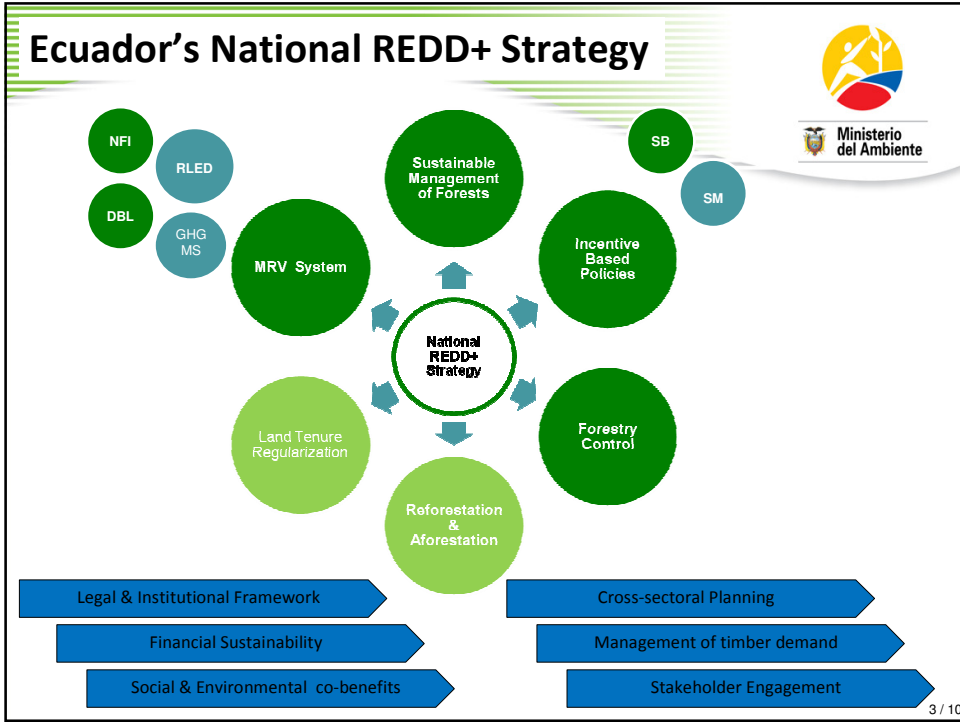 Ecuador's National REDD+ Strategy
Ministerio
del Ambiente
NFI
RLED
DBL
GHG
MS
SB
SM
Sustainable
Management
of Forests
MRV System
Incentive
Based
Policies
National
REDD+
Strategy
Land Tenure
Regularization
Forestry
Control
Reforestation
&
Aforestation
Legal & Institutional Framework
Financial Sustainability
Social & Environmental co-benefits
Cross-sectoral Planning
Management of timber demand
Stakeholder Engagement
3 / 10